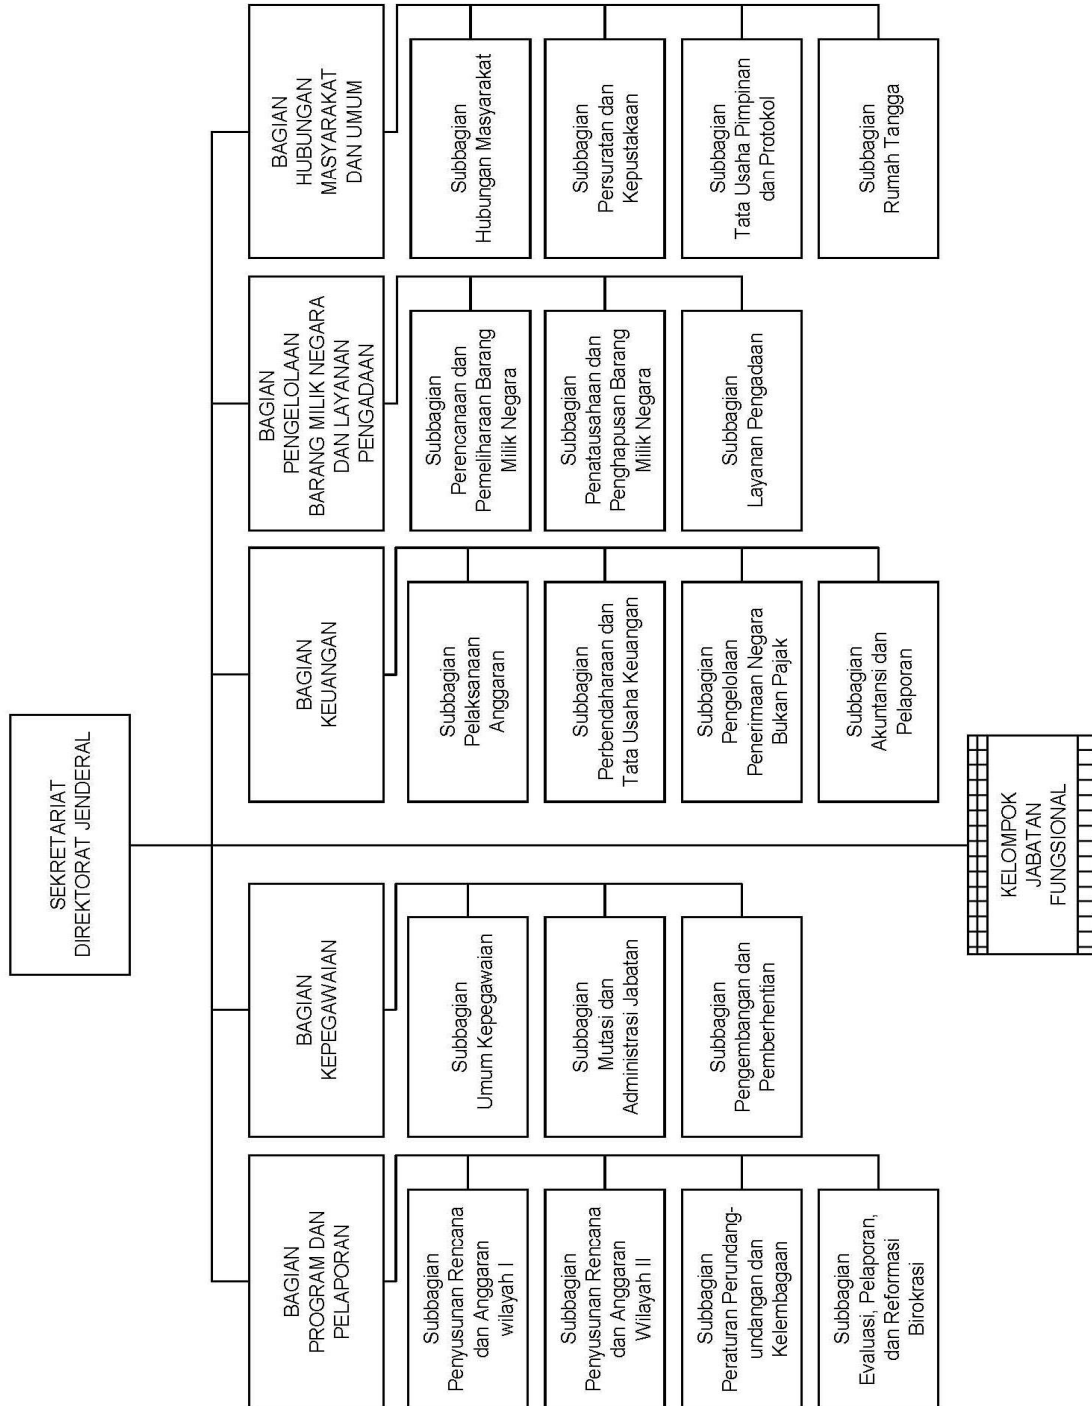 SEKRETARIAT
DIREKTORAT JENDERAL
BAGIAN
PROGRAM DAN
PELAPORAN
Subbagian
Penyusunan Rencana
dan Anggaran
wilayah I
Subbagian
Penyusunan Rencana
dan Anggaran
Wilayah II
Subbagian
Peraturan Perundang-
undangan dan
Kelembagaan
Subbagian
Evaluasi, Pelaporan,
dan Reformasi
Birokrasi
BAGIAN
KEPEGAWAIAN
Subbagian
Umum Kepegawaian
Subbagian
Mutasi dan
Administrasi Jabatan
Subbagian
Pengembangan dan
Pemberhentian
BAGIAN
KEUANGAN
Subbagian
Pelaksanaan
Anggaran
Subbagian
Perbendaharaan dan
Tata Usaha Keuangan
Subbagian
Pengelolaan
Penerimaan Negara
Bukan Pajak
Subbagian
Akuntansi dan
Pelaporan
BAGIAN
PENGELOLAAN
BARANG MILIK NEGARA
DAN LAYANAN
PENGADAAN
Subbagian
Perencanaan dan
Pemeliharaan Barang
Milik Negara
Subbagian
Penatausahaan dan
Penghapusan Barang
Milik Negara
Subbagian
Layanan Pengadaan
BAGIAN
HUBUNGAN
MASYARAKAT
DAN UMUM
Subbagian
Hubungan Masyarakat
Subbagian
Persuratan dan
Kepustakaan
Subbagian
Tata Usaha Pimpinan
dan Protokol
Subbagian
Rumah Tangga
KELOMPOK
JABATAN
FUNGSIONAL